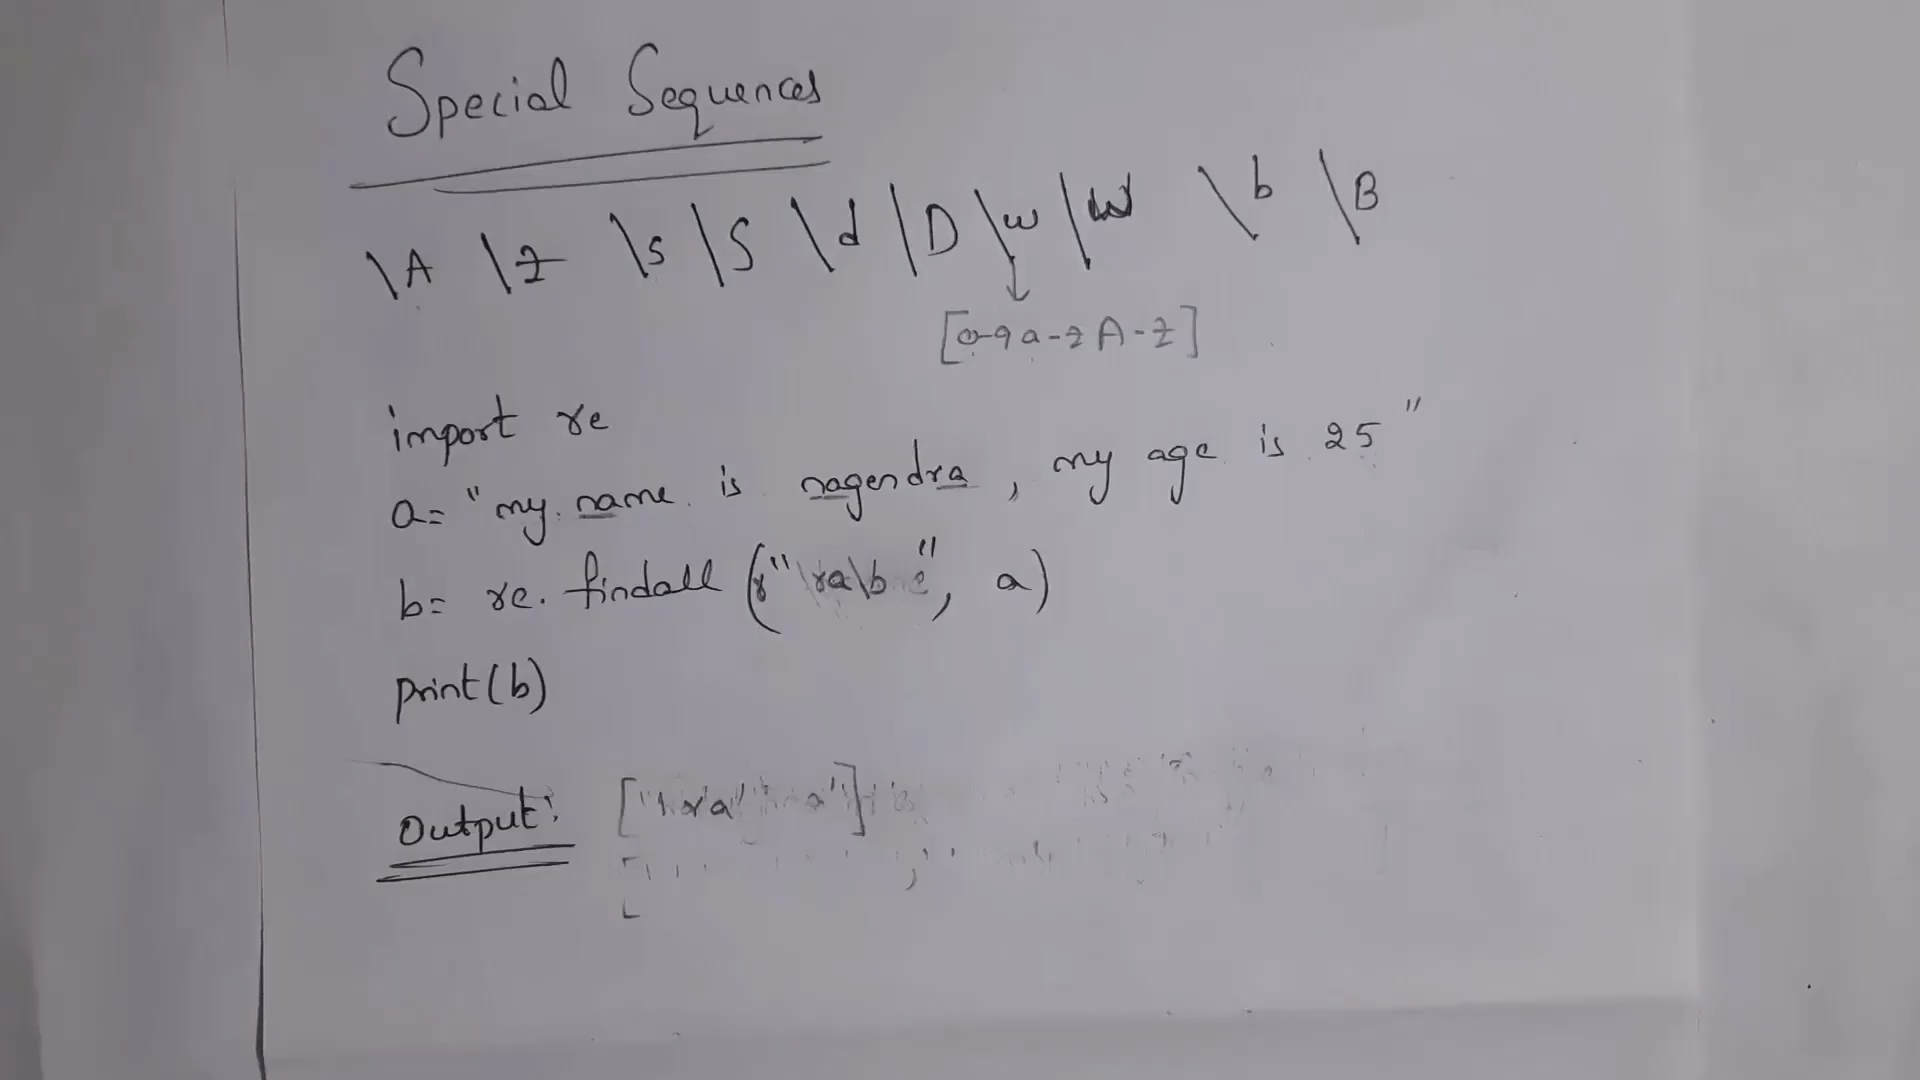 Special Sequences
\A \Z \s \S \d \D \w \W \b \B
[0-9a-zA-Z]
import re
a= "my name is nagendra, my age is 25"
b= re.findall(r"ra\b", a)
print(b)
Output: ['ra']